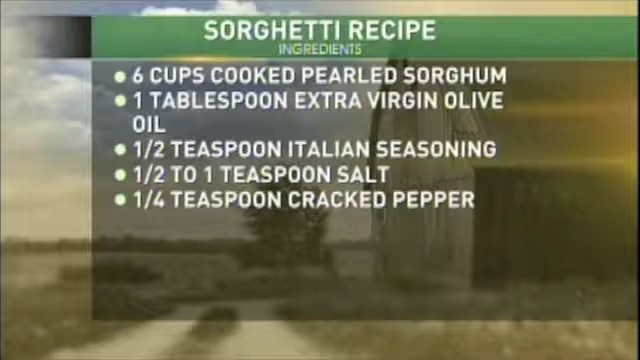 SORGHETTI RECIPE
INGREDIENTS
6 CUPS COOKED PEARLED SORGHUM
1 TABLESPOON EXTRA VIRGIN OLIVE
OIL
1/2 TEASPOON ITALIAN SEASONING
1/2 TO 1 TEASPOON SALT
1/4 TEASPOON CRACKED PEPPER